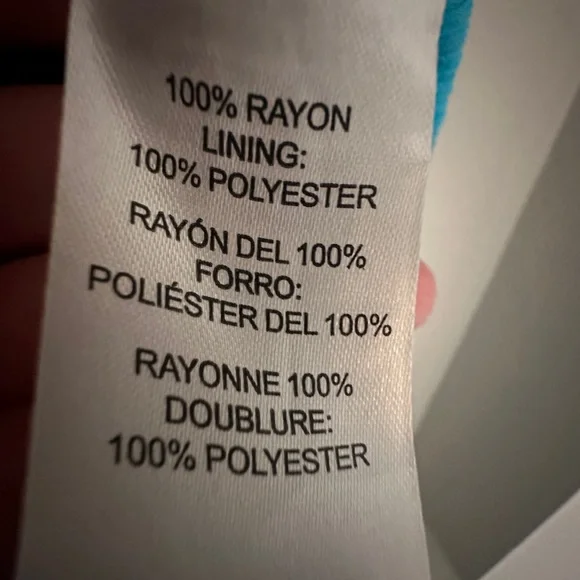 100% RAYON
LINING:
100% POLYESTER
RAYÓN DEL 100%
FORRO:
POLIÉSTER DEL 100%
RAYONNE 100%
DOUBLURE:
100% POLYESTER